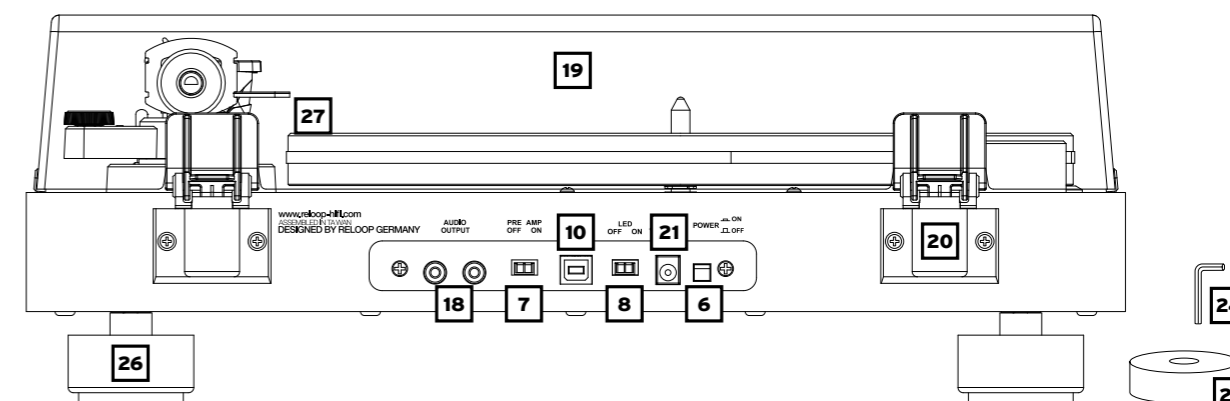 19
27
www.reloop-hifi.com
ASSEMBLED IN TAIWAN
DESIGNED BY RELOOP GERMANY
AUDIO
OUTPUT
PRE AMP
OFF ON
10
LED
OFF ON
21
POWER
ON
OFF
20
18
7
8
6
26